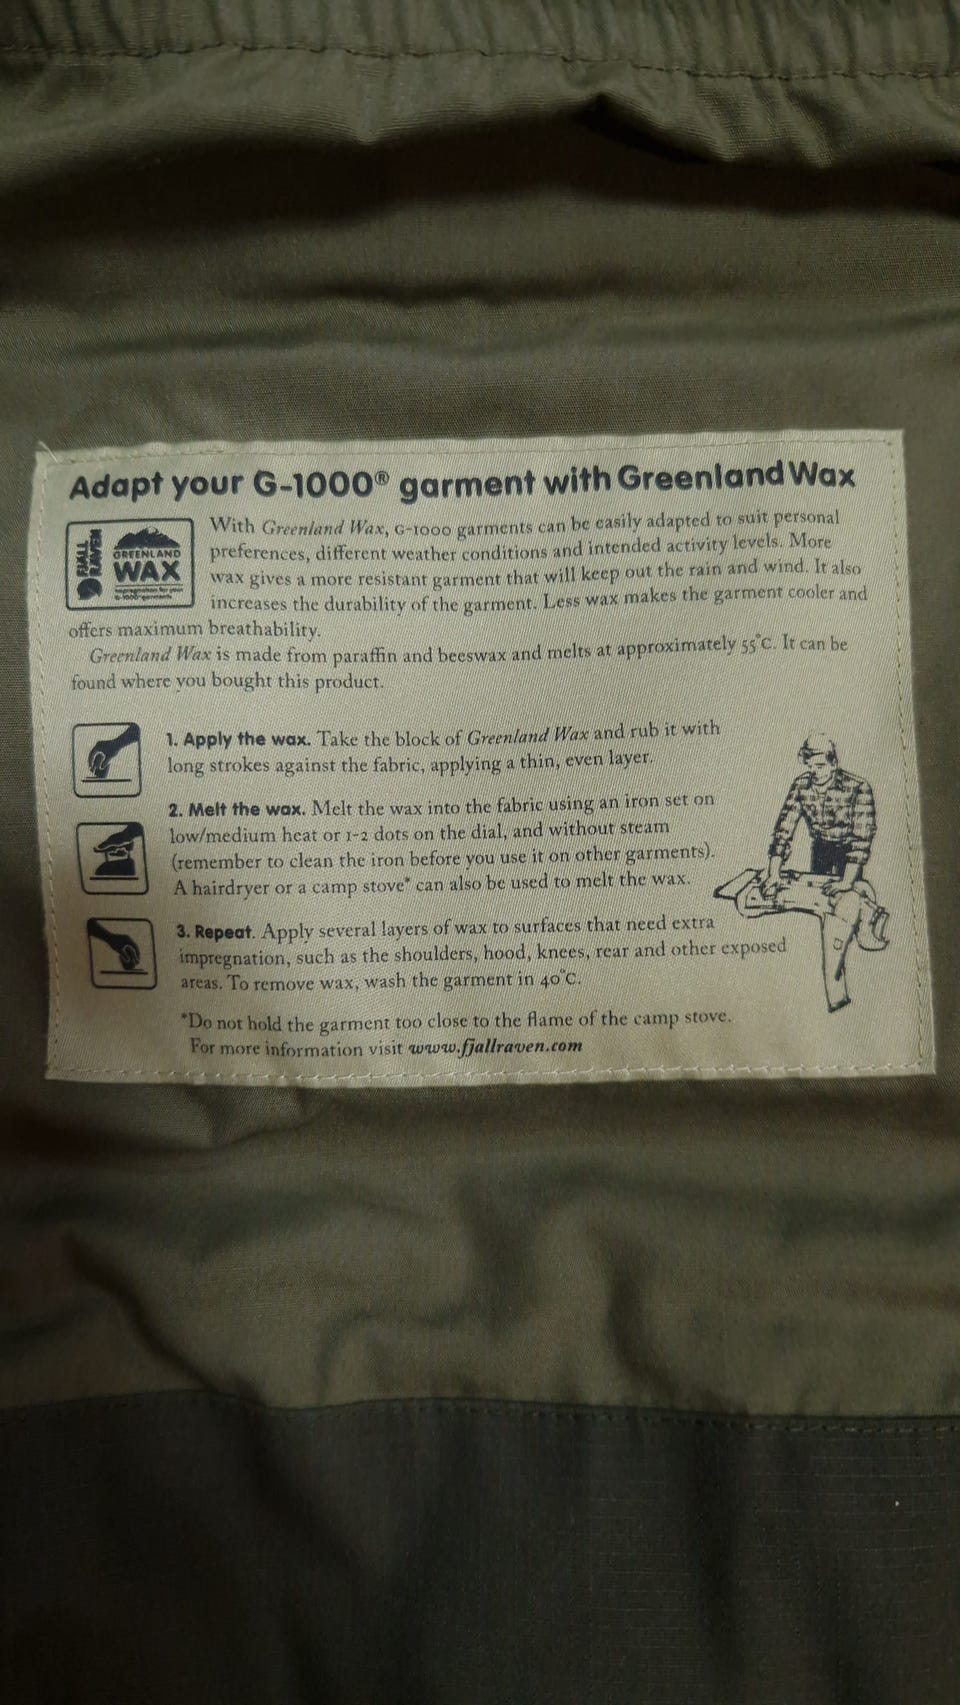 Adapt your G-1000® garment with Greenland Wax
FJÄLL
RÄVEN
GREENLAND
WAX
impregnation for your
G-1000-garments
With Greenland Wax, G-1000 garments can be easily adapted to suit personal
preferences, different weather conditions and intended activity levels. More
wax gives a more resistant garment that will keep out the rain and wind. It also
increases the durability of the garment. Less wax makes the garment cooler and
offers maximum breathability.
Greenland Wax is made from paraffin and beeswax and melts at approximately 55°C. It can be
found where you bought this product.
1. Apply the wax. Take the block of Greenland Wax and rub it with
long strokes against the fabric, applying a thin, even layer.
2. Melt the wax. Melt the wax into the fabric using an iron set on
low/medium heat or 1-2 dots on the dial, and without steam
(remember to clean the iron before you use it on other garments).
A hairdryer or a camp stove* can also be used to melt the wax.
3. Repeat. Apply several layers of wax to surfaces that need extra
impregnation, such as the shoulders, hood, knees, rear and other exposed
areas. To remove wax, wash the garment in 40°C.
*Do not hold the garment too close to the flame of the camp stove.
For more information visit www.fjallraven.com